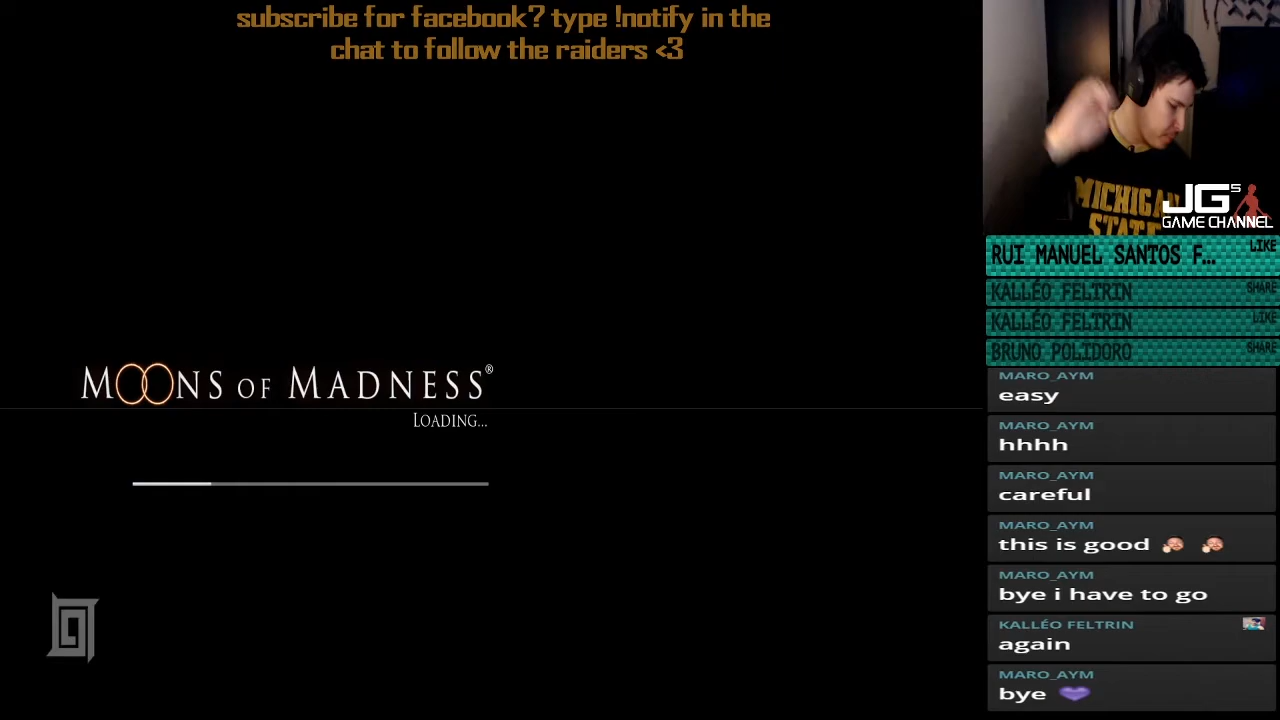 subscribe for facebook? type !notify in the
chat to follow the raiders <3
MOONS OF MADNESS®
LOADING...
MICHIGAN
STATE
JG5
GAME CHANNEL
RUI MANUEL SANTOS F... LIKE
KALLÉO FELTRIN SHARE
KALLÉO FELTRIN LIKE
BRUNO POLIDORO SHARE
MARO_AYM
easy
MARO_AYM
hhhh
MARO_AYM
careful
MARO_AYM
this is good
MARO_AYM
bye i have to go
KALLÉO FELTRIN
again
MARO_AYM
bye